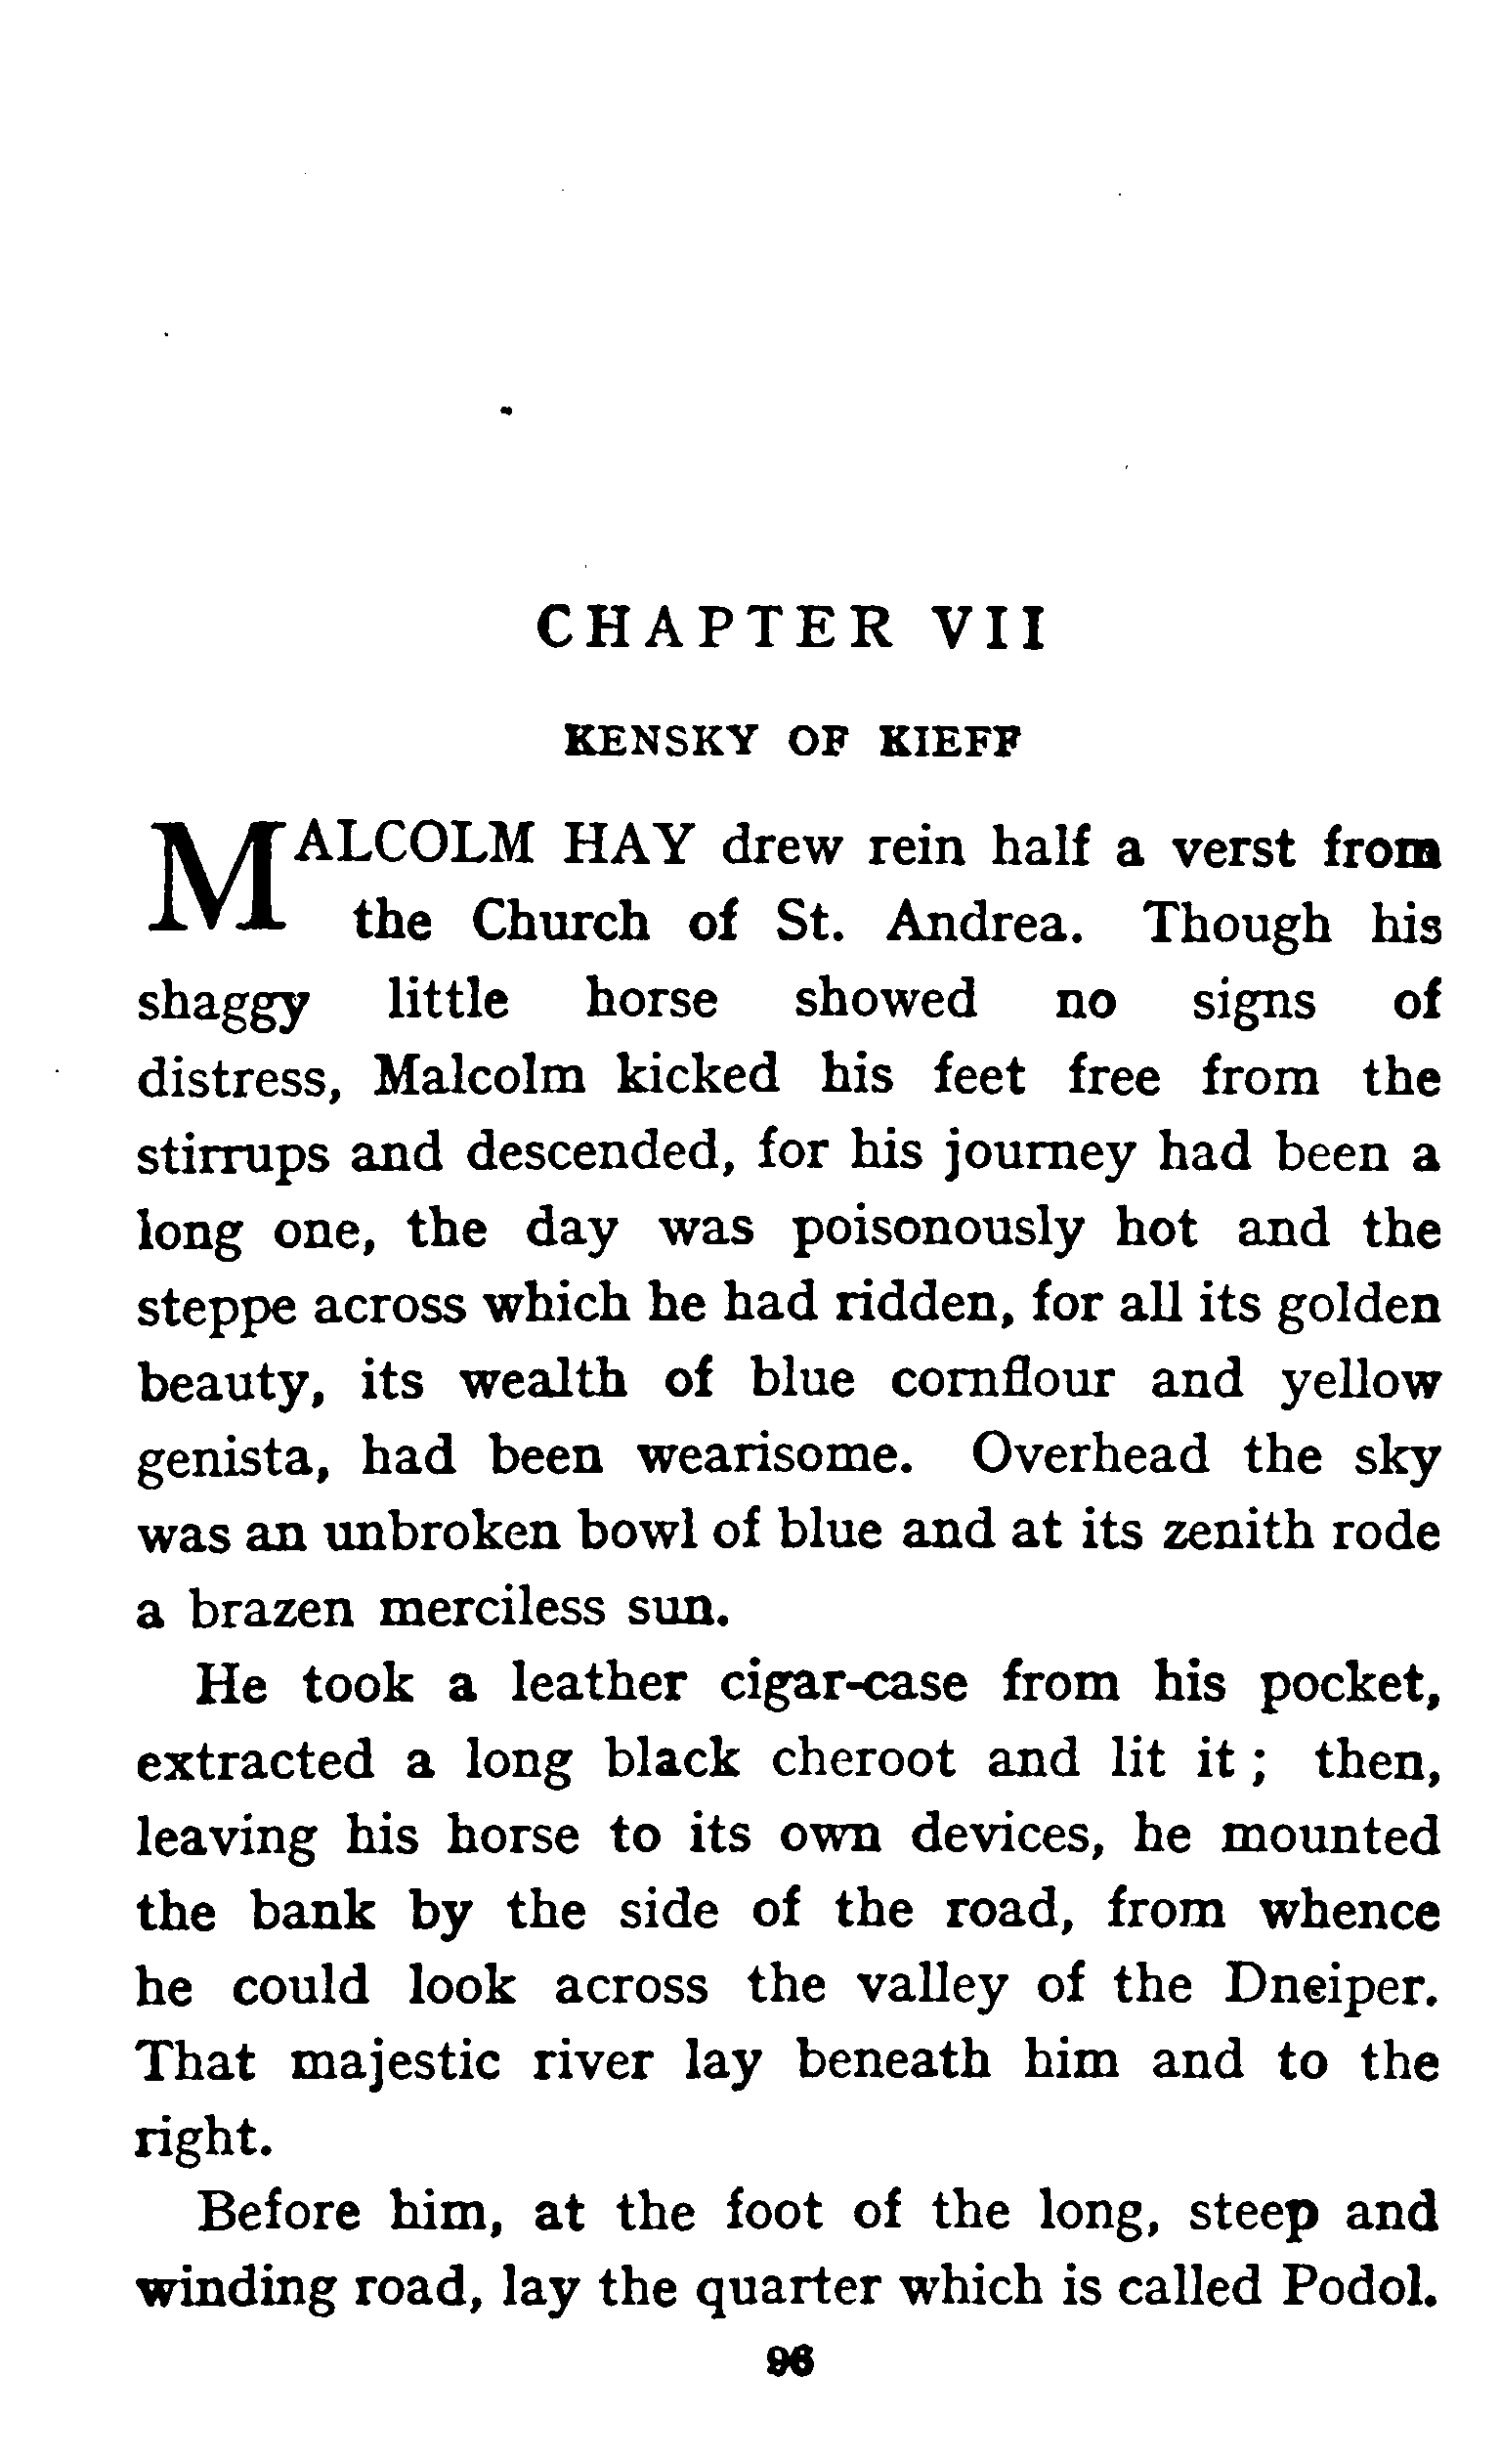 CHAPTER VII
KENSKY OF KIEFF
MALCOLM HAY drew rein half a verst from
the Church of St. Andrea. Though his
shaggy little horse showed no signs of
distress, Malcolm kicked his feet free from the
stirrups and descended, for his journey had been a
long one, the day was poisonously hot and the
steppe across which he had ridden, for all its golden
beauty, its wealth of blue cornflour and yellow
genista, had been wearisome. Overhead the sky
was an unbroken bowl of blue and at its zenith rode
a brazen merciless sun.
He took a leather cigar-case from his pocket,
extracted a long black cheroot and lit it ; then,
leaving his horse to its own devices, he mounted
the bank by the side of the road, from whence
he could look across the valley of the Dneiper.
That majestic river lay beneath him and to the
right.
Before him, at the foot of the long, steep and
winding road, lay the quarter which is called Podol.
96